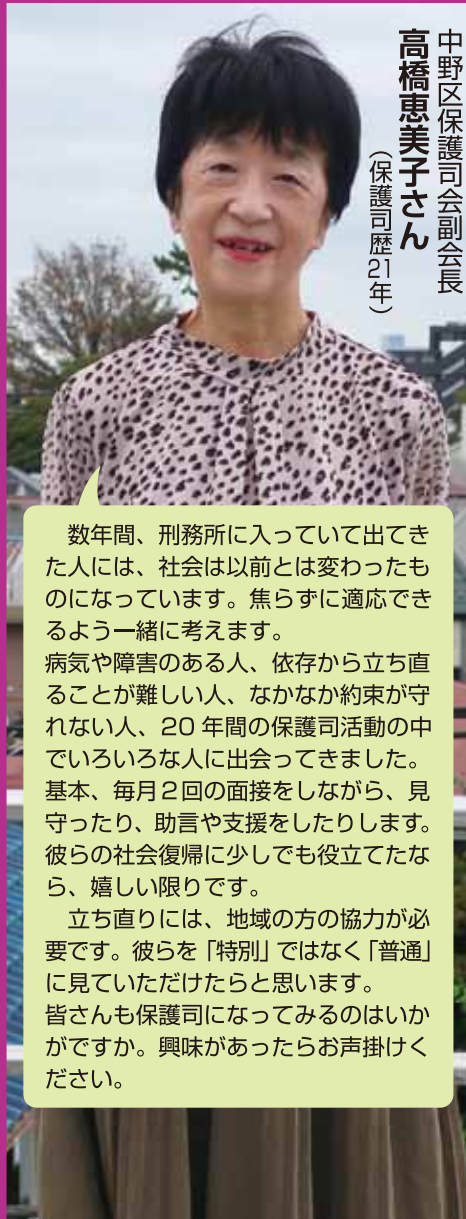 中野区保護司会副会長
高橋恵美子さん
（保護司歴21年）
数年間、刑務所に入っていて出てき
た人には、社会は以前とは変わったも
のになっています。焦らずに適応でき
るよう一緒に考えます。
病気や障害のある人、依存から立ち直
ることが難しい人、なかなか約束が守
れない人、20 年間の保護司活動の中
でいろいろな人に出会ってきました。
基本、毎月２回の面接をしながら、見
守ったり、助言や支援をしたりします。
彼らの社会復帰に少しでも役立てたな
ら、嬉しい限りです。
立ち直りには、地域の方の協力が必
要です。彼らを「特別」ではなく「普通」
に見ていただけたらと思います。
皆さんも保護司になってみるのはいか
がですか。興味があったらお声掛けく
ださい。